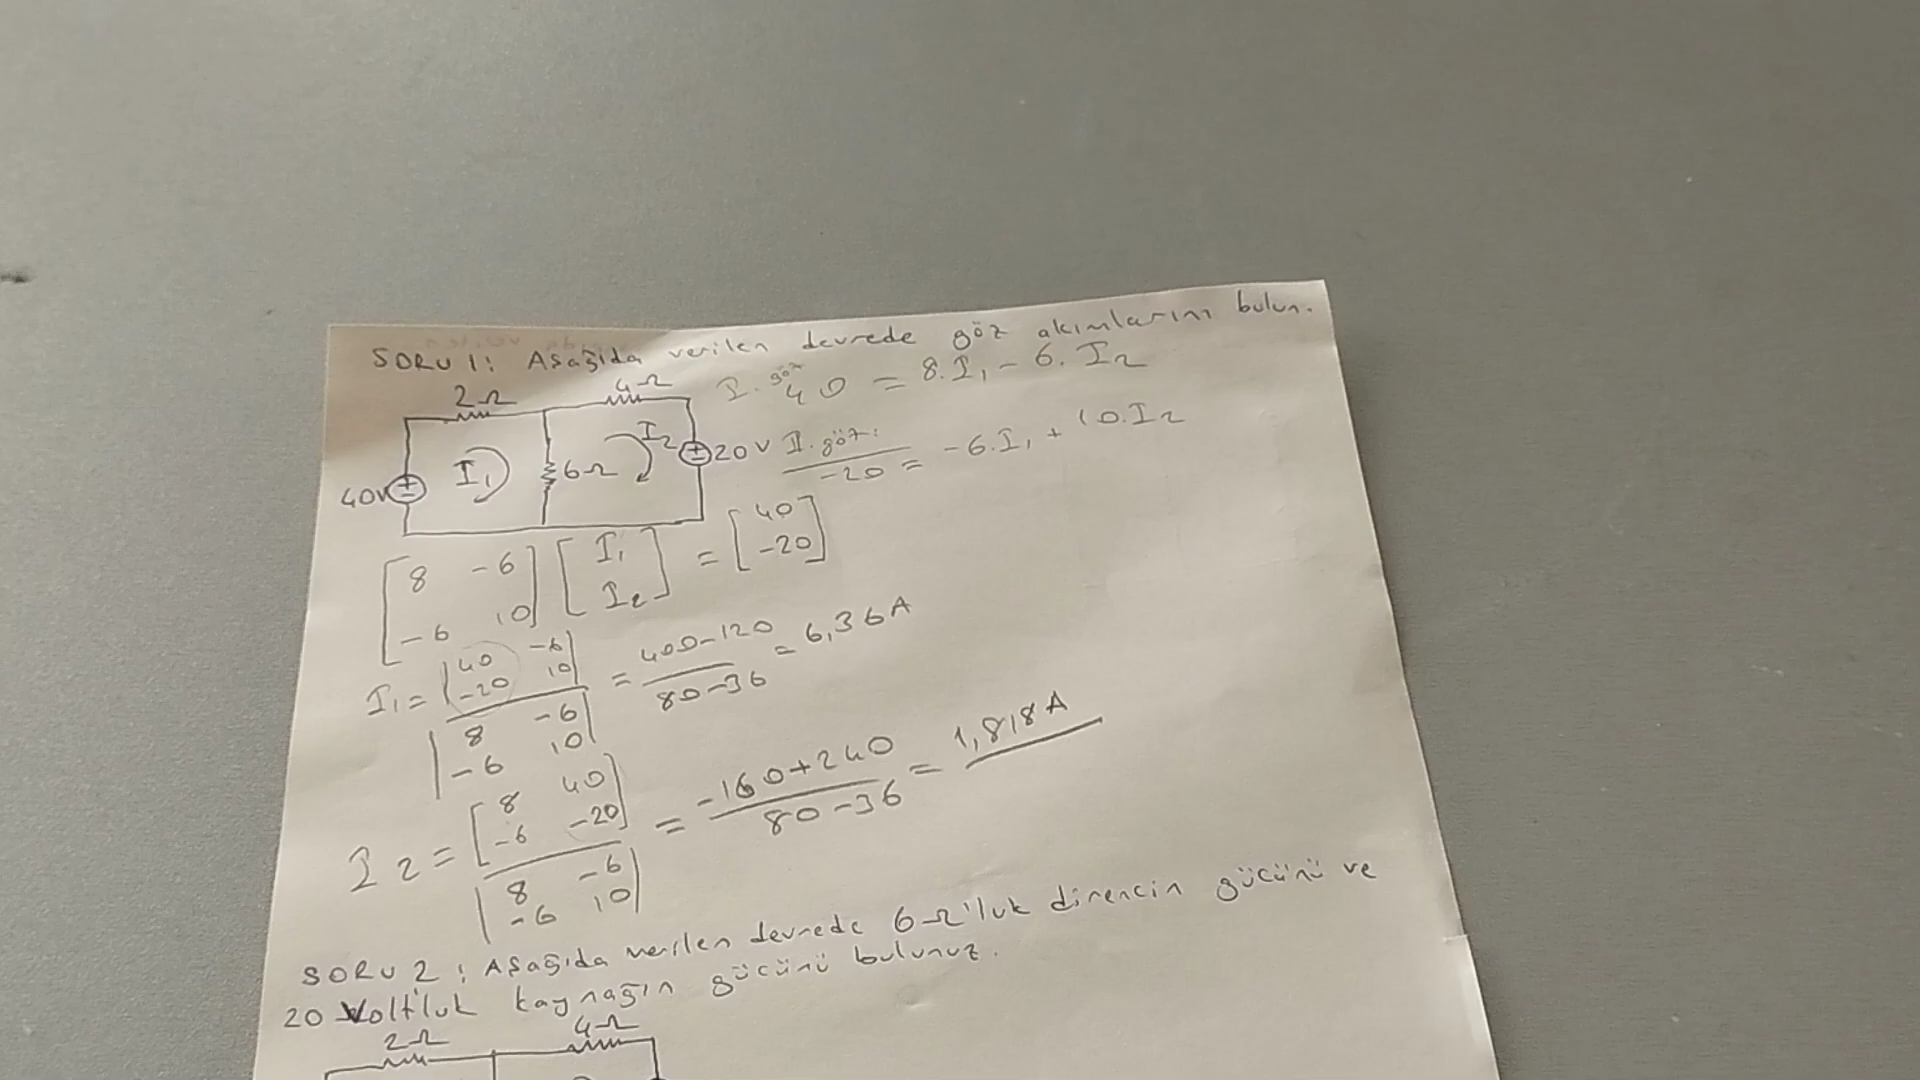 SORU 1: Aşağıda verilen devrede göz akımlarını bulun.
2Ω 4Ω
I. göz 40 = 8.I₁ - 6.I₂
40V I₁ 6Ω I₂ 20V
II. göz:
-20 = -6.I₁ + 10.I₂
[8 -6] [I₁] = [40]
[-6 10] [I₂] [-20]
I₁ = |40 -6| = 400-120 = 6,36A
|-20 10| 80-36
|8 -6|
|-6 10|
I2 = [8 40] = -160+240 = 1,818A
[-6 -20] 80-36
|8 -6|
|-6 10|
SORU 2: Aşağıda verilen devrede 6Ω'luk direncin gücünü ve
20 Volt'luk kaynağın gücünü bulunuz.
2Ω 4Ω